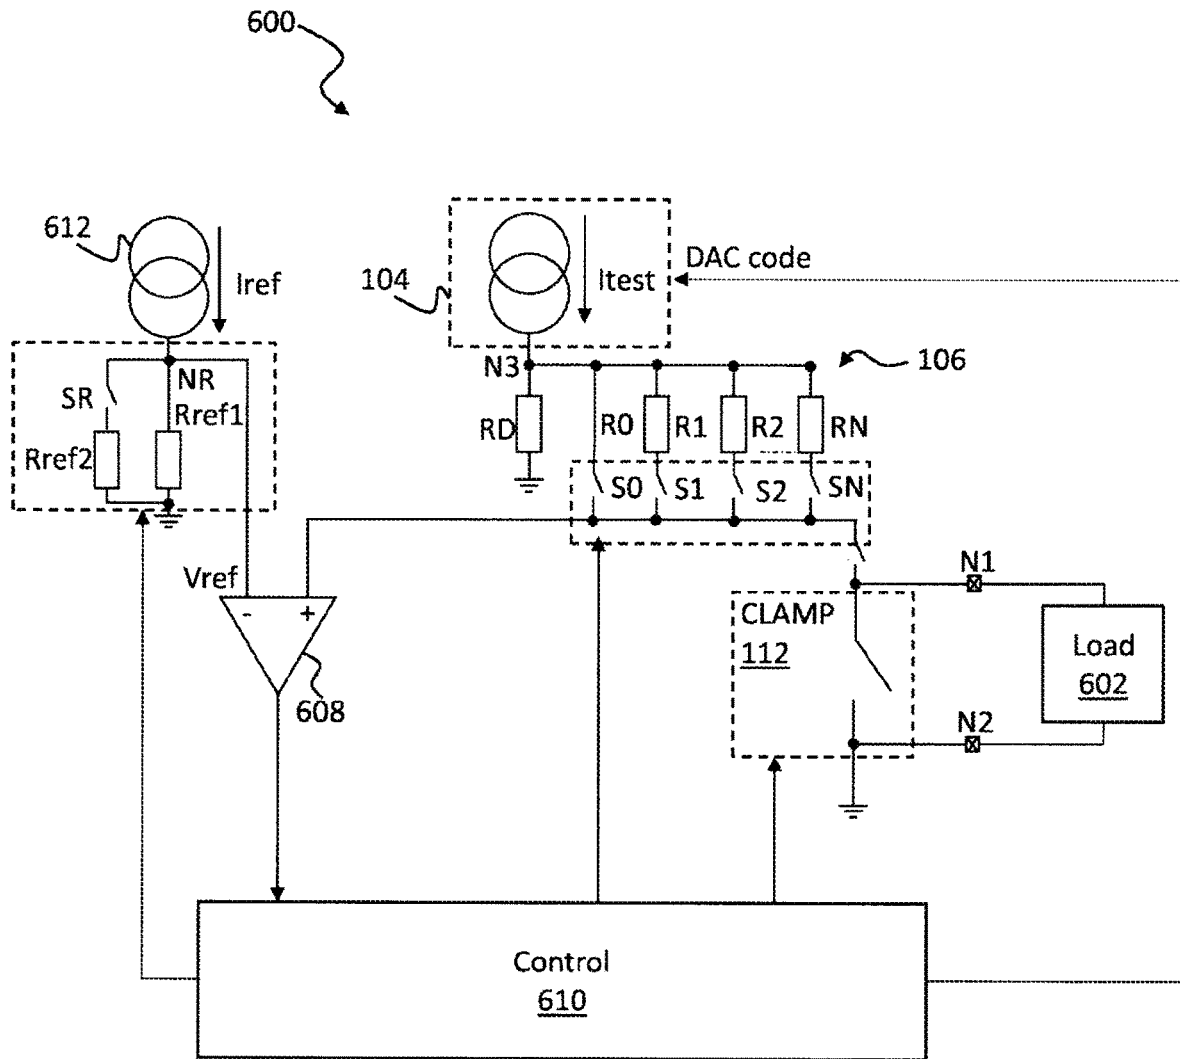 600
612
Iref
104
Itest
DAC code
N3
106
SR
NR
Rref1
Rref2
RD
R0
R1
R2
RN
S0
S1
S2
SN
Vref
-
+
608
N1
CLAMP
112
Load
602
N2
Control
610